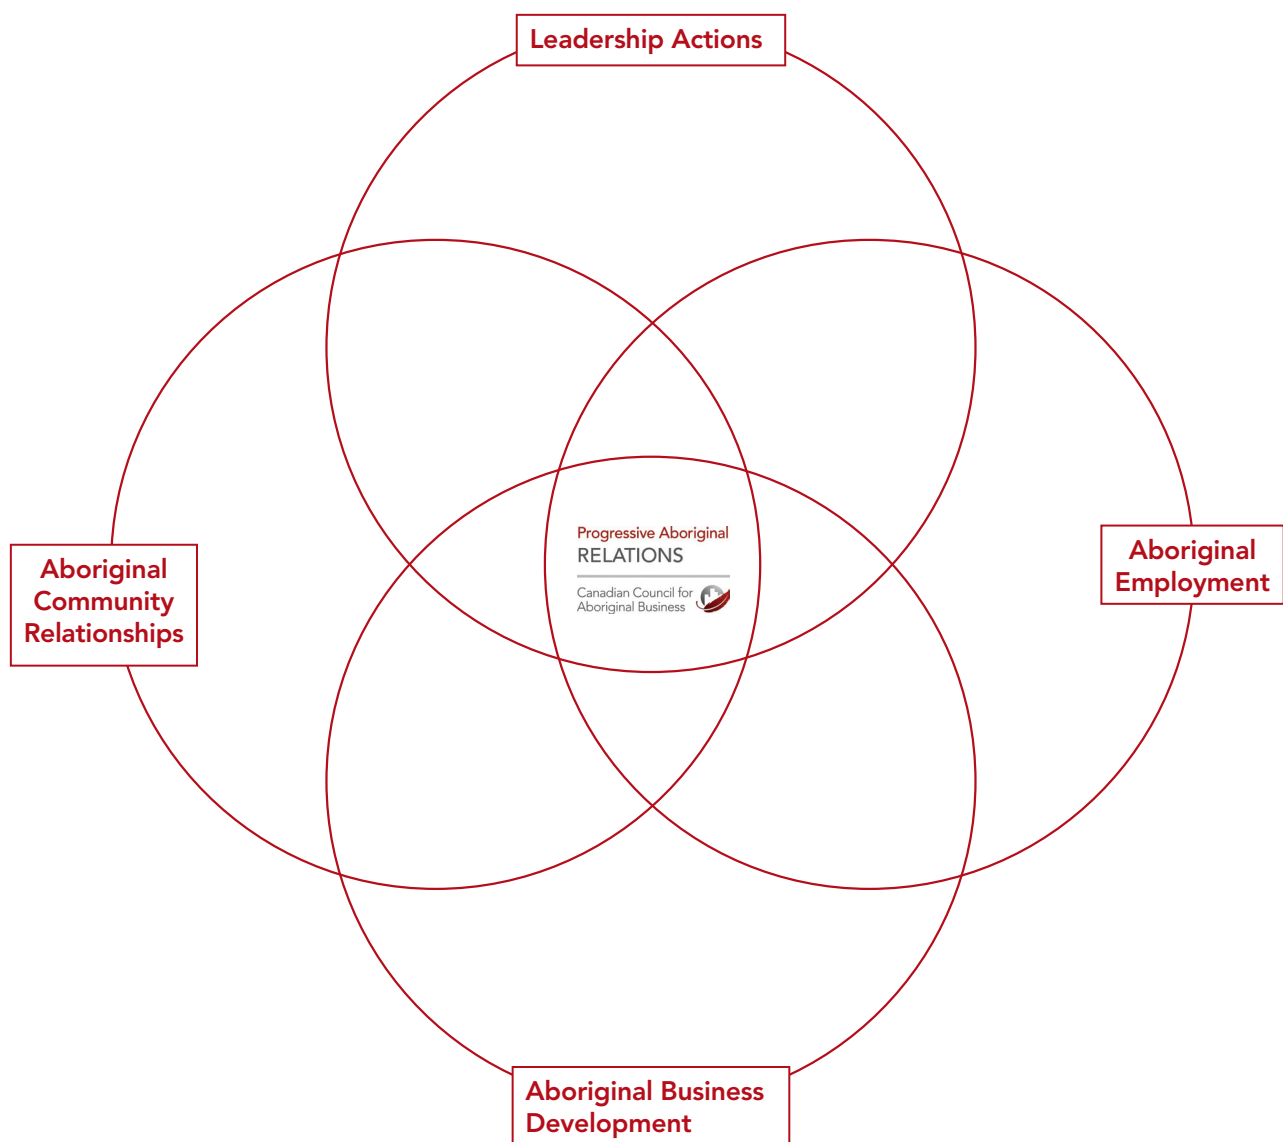 Leadership Actions
Progressive Aboriginal
RELATIONS
Canadian Council for
Aboriginal Business
Aboriginal
Community
Relationships
Aboriginal
Employment
Aboriginal Business
Development